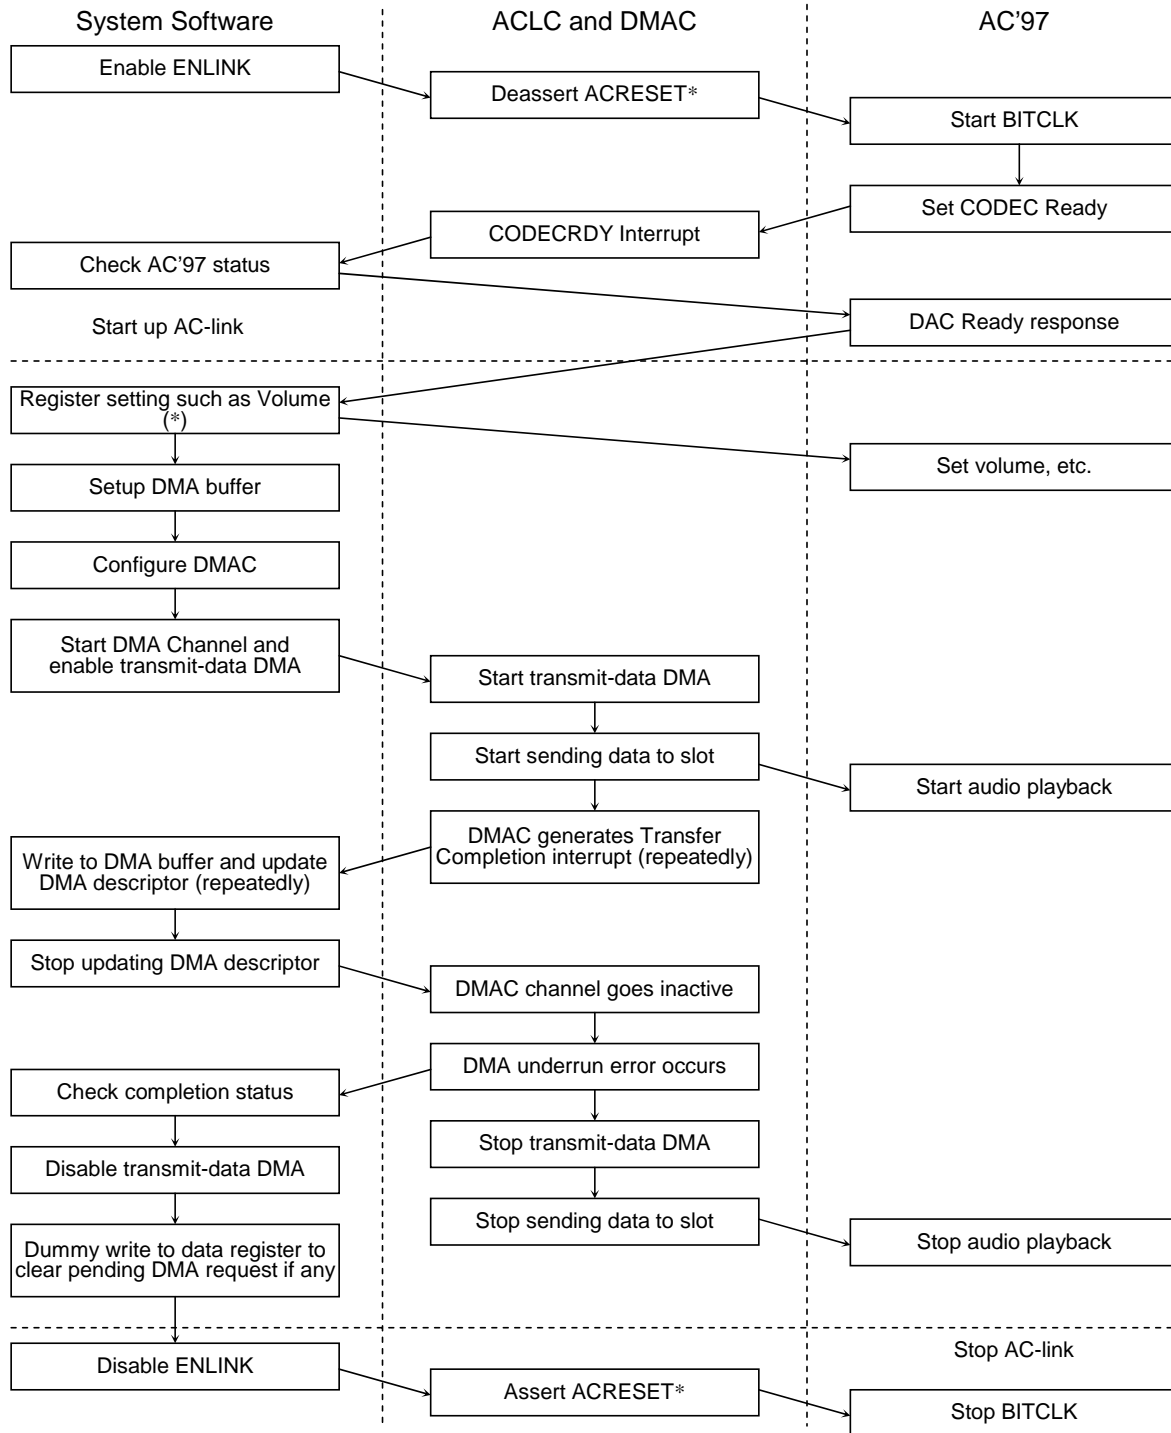 System Software
ACLC and DMAC
AC’97
Enable ENLINK
Deassert ACRESET*
Start BITCLK
Set CODEC Ready
CODECRDY Interrupt
Check AC’97 status
DAC Ready response
Start up AC-link
Register setting such as Volume
(*)
Set volume, etc.
Setup DMA buffer
Configure DMAC
Start DMA Channel and
enable transmit-data DMA
Start transmit-data DMA
Start sending data to slot
Start audio playback
DMAC generates Transfer
Completion interrupt (repeatedly)
Write to DMA buffer and update
DMA descriptor (repeatedly)
Stop updating DMA descriptor
DMAC channel goes inactive
DMA underrun error occurs
Check completion status
Stop transmit-data DMA
Disable transmit-data DMA
Stop sending data to slot
Stop audio playback
Dummy write to data register to
clear pending DMA request if any
Stop AC-link
Disable ENLINK
Assert ACRESET*
Stop BITCLK